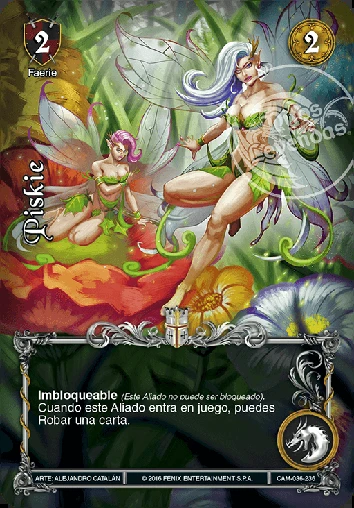 2
2
Faerie
Piskie
Imbloqueable (Este Aliado no puede ser bloqueado).
Cuando este Aliado entra en juego, puedes
Robar una carta.
ARTE: ALEJANDRO CATALÁN
© 2016 FENIX ENTERTAINMENT S.P.A.